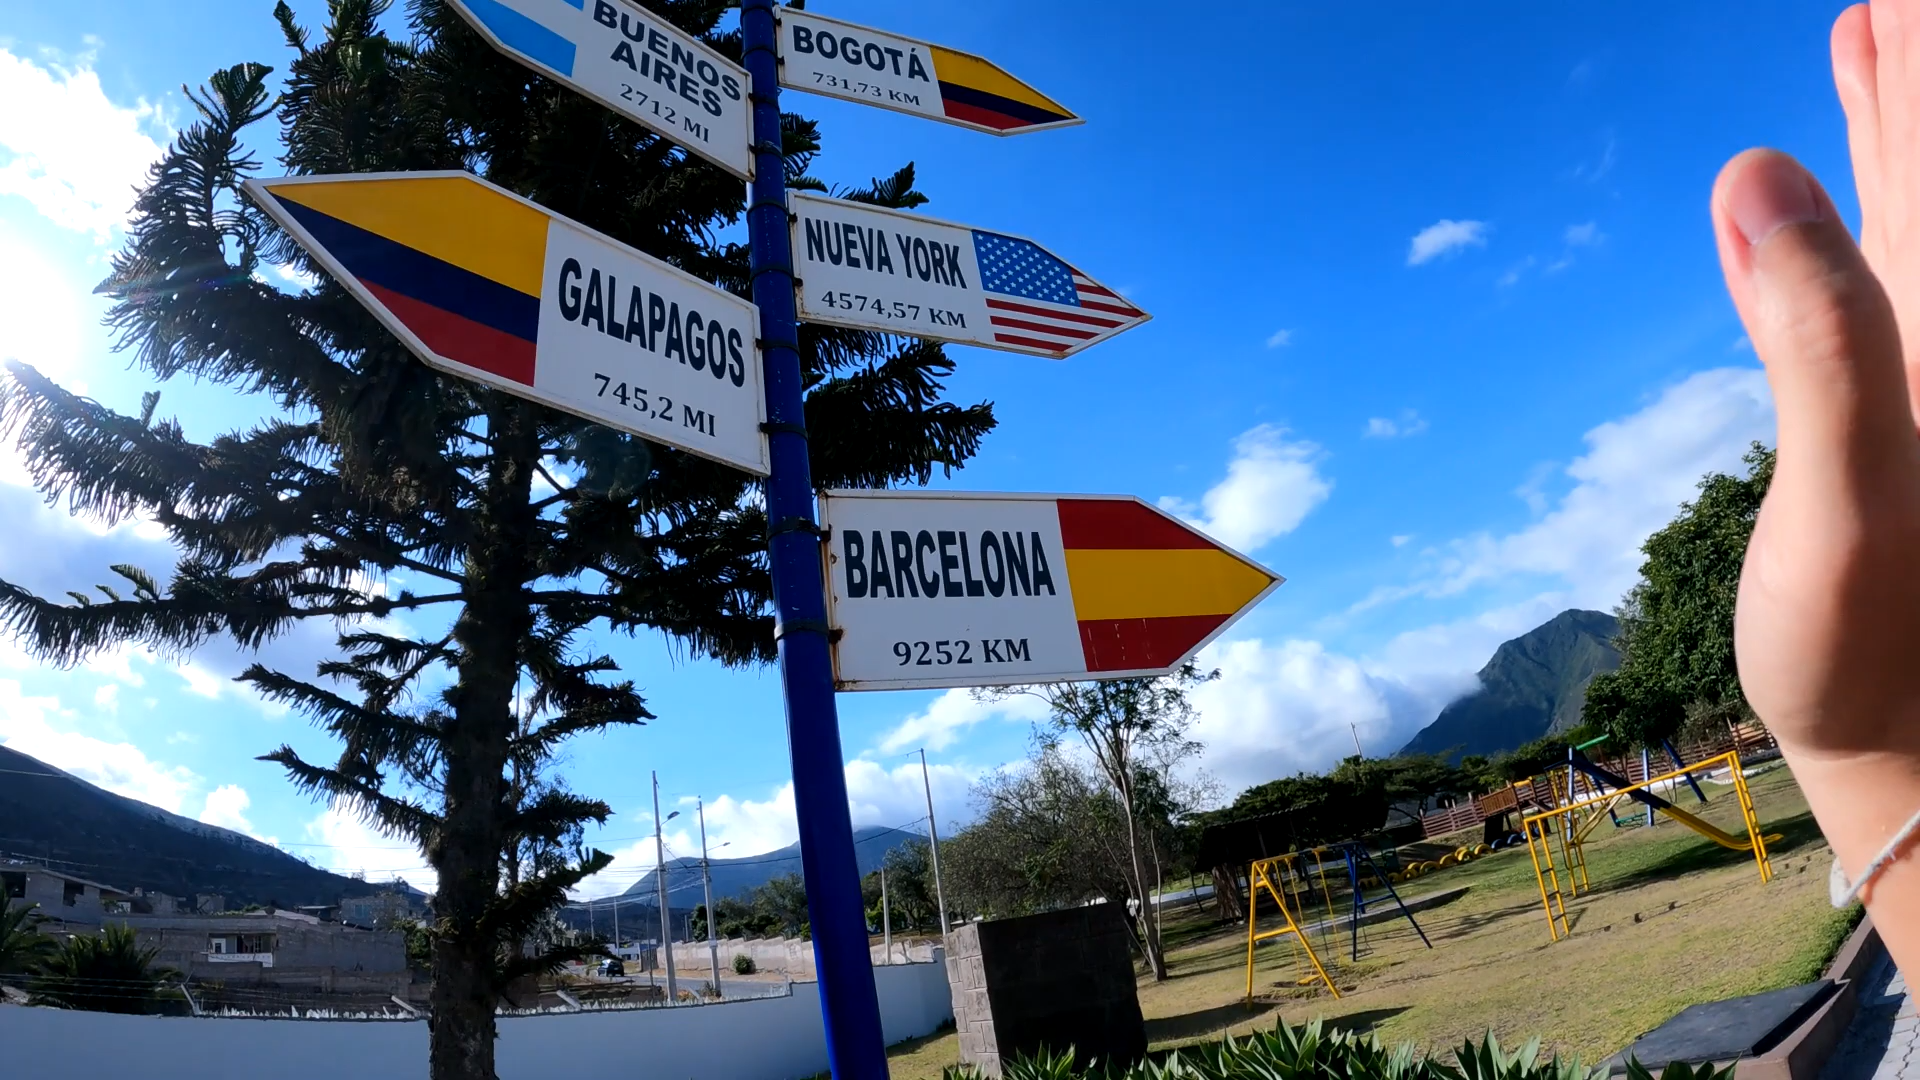 BUENOS
AIRES
2712 MI
BOGOTÁ
731,73 KM
GALAPAGOS
745,2 MI
NUEVA YORK
4574,57 KM
BARCELONA
9252 KM